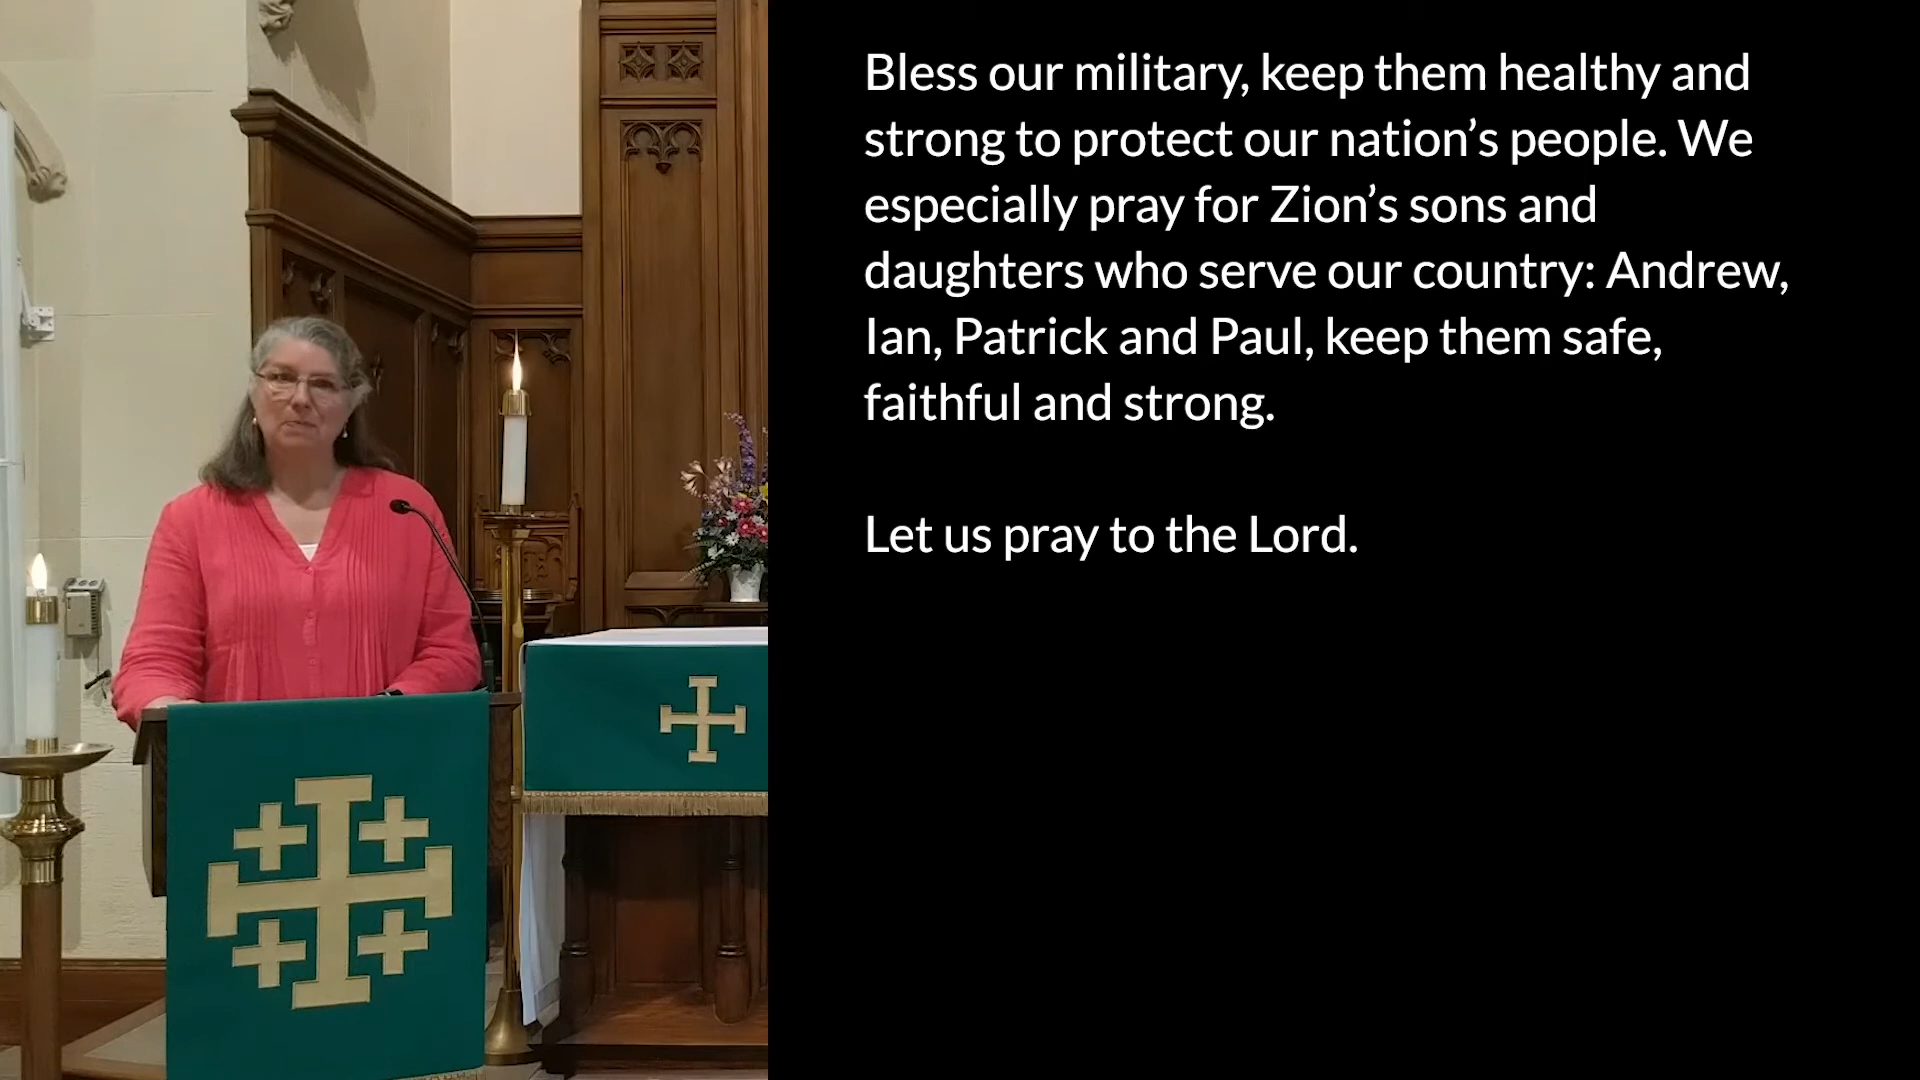 Bless our military, keep them healthy and
strong to protect our nation’s people. We
especially pray for Zion’s sons and
daughters who serve our country: Andrew,
Ian, Patrick and Paul, keep them safe,
faithful and strong.
Let us pray to the Lord.